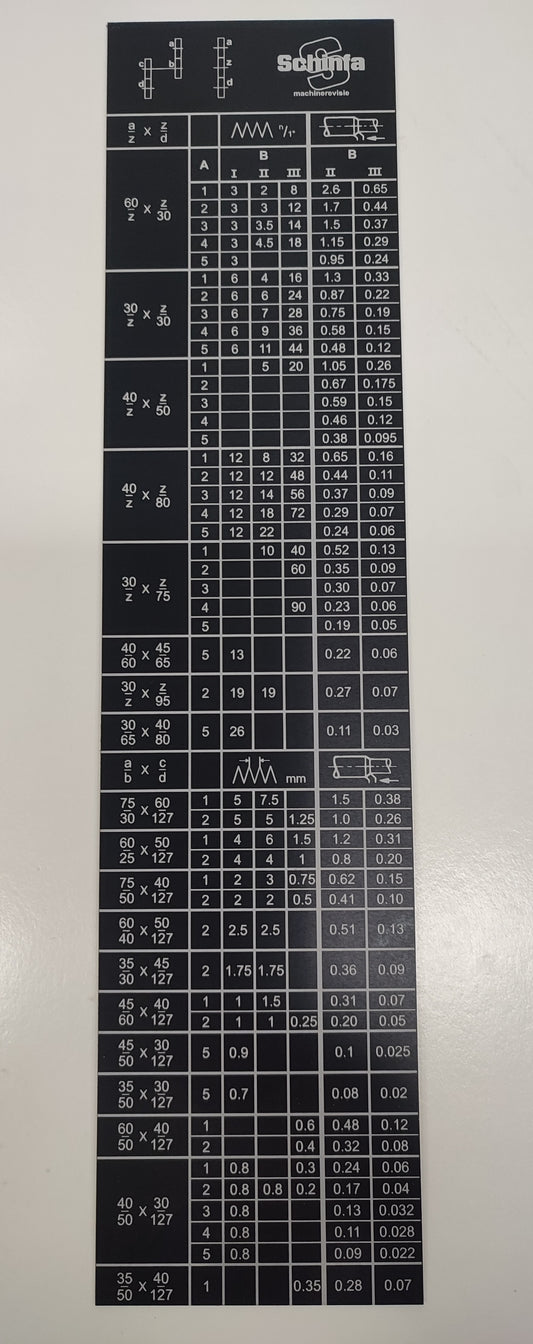 a
c z
b
d d
a
Schinfa
S
machinerevisie
a/z x z/d n/1"
A B B
I II III II III
60/z x z/30
1 3 2 8 2.6 0.65
2 3 3 12 1.7 0.44
3 3 3.5 14 1.5 0.37
4 3 4.5 18 1.15 0.29
5 3 0.95 0.24
30/z x z/30
1 6 4 16 1.3 0.33
2 6 6 24 0.87 0.22
3 6 7 28 0.75 0.19
4 6 9 36 0.58 0.15
5 6 11 44 0.48 0.12
40/z x z/50
1 5 20 1.05 0.26
2 0.67 0.175
3 0.59 0.15
4 0.46 0.12
5 0.38 0.095
40/z x z/80
1 12 8 32 0.65 0.16
2 12 12 48 0.44 0.11
3 12 14 56 0.37 0.09
4 12 18 72 0.29 0.07
5 12 22 0.24 0.06
30/z x z/75
1 10 40 0.52 0.13
2 60 0.35 0.09
3 0.30 0.07
4 90 0.23 0.06
5 0.19 0.05
40/60 x 45/65 5 13 0.22 0.06
30/z x z/95 2 19 19 0.27 0.07
30/65 x 40/80 5 26 0.11 0.03
a/b x c/d mm
75/30 x 60/127
1 5 7.5 1.5 0.38
2 5 5 1.25 1.0 0.26
60/25 x 50/127
1 4 6 1.5 1.2 0.31
2 4 4 1 0.8 0.20
75/50 x 40/127
1 2 3 0.75 0.62 0.15
2 2 2 0.5 0.41 0.10
60/40 x 50/127 2 2.5 2.5 0.51 0.13
35/30 x 45/127 2 1.75 1.75 0.36 0.09
45/60 x 40/127
1 1 1.5 0.31 0.07
2 1 1 0.25 0.20 0.05
45/50 x 30/127 5 0.9 0.1 0.025
35/50 x 30/127 5 0.7 0.08 0.02
60/50 x 40/127
1 0.6 0.48 0.12
2 0.4 0.32 0.08
40/50 x 30/127
1 0.8 0.3 0.24 0.06
2 0.8 0.8 0.2 0.17 0.04
3 0.8 0.13 0.032
4 0.8 0.11 0.028
5 0.8 0.09 0.022
35/50 x 40/127 1 0.35 0.28 0.07